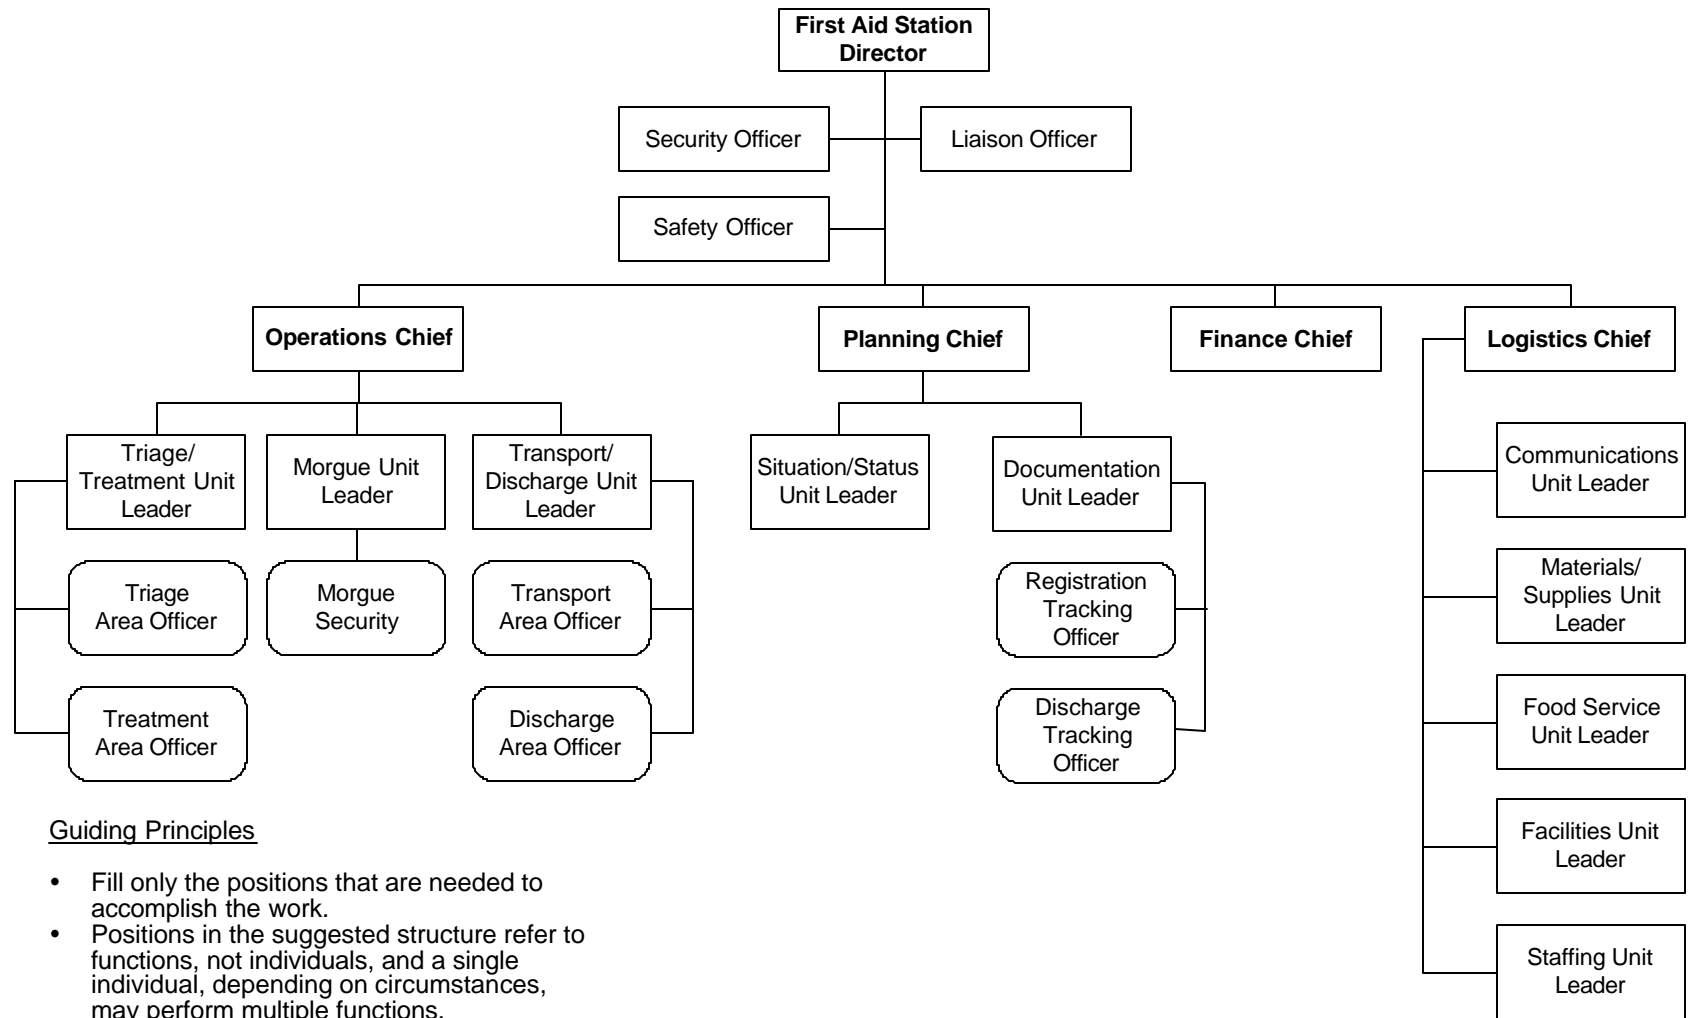 First Aid Station
Director
Security Officer
Liaison Officer
Safety Officer
Operations Chief
Planning Chief
Finance Chief
Logistics Chief
Triage/
Treatment Unit
Leader
Morgue Unit
Leader
Transport/
Discharge Unit
Leader
Situation/Status
Unit Leader
Documentation
Unit Leader
Communications
Unit Leader
Triage
Area Officer
Morgue
Security
Transport
Area Officer
Registration
Tracking
Officer
Materials/
Supplies Unit
Leader
Treatment
Area Officer
Discharge
Area Officer
Discharge
Tracking
Officer
Food Service
Unit Leader
Facilities Unit
Leader
Staffing Unit
Leader
Guiding Principles
• Fill only the positions that are needed to
accomplish the work.
• Positions in the suggested structure refer to
functions, not individuals, and a single
individual, depending on circumstances,
may perform multiple functions.